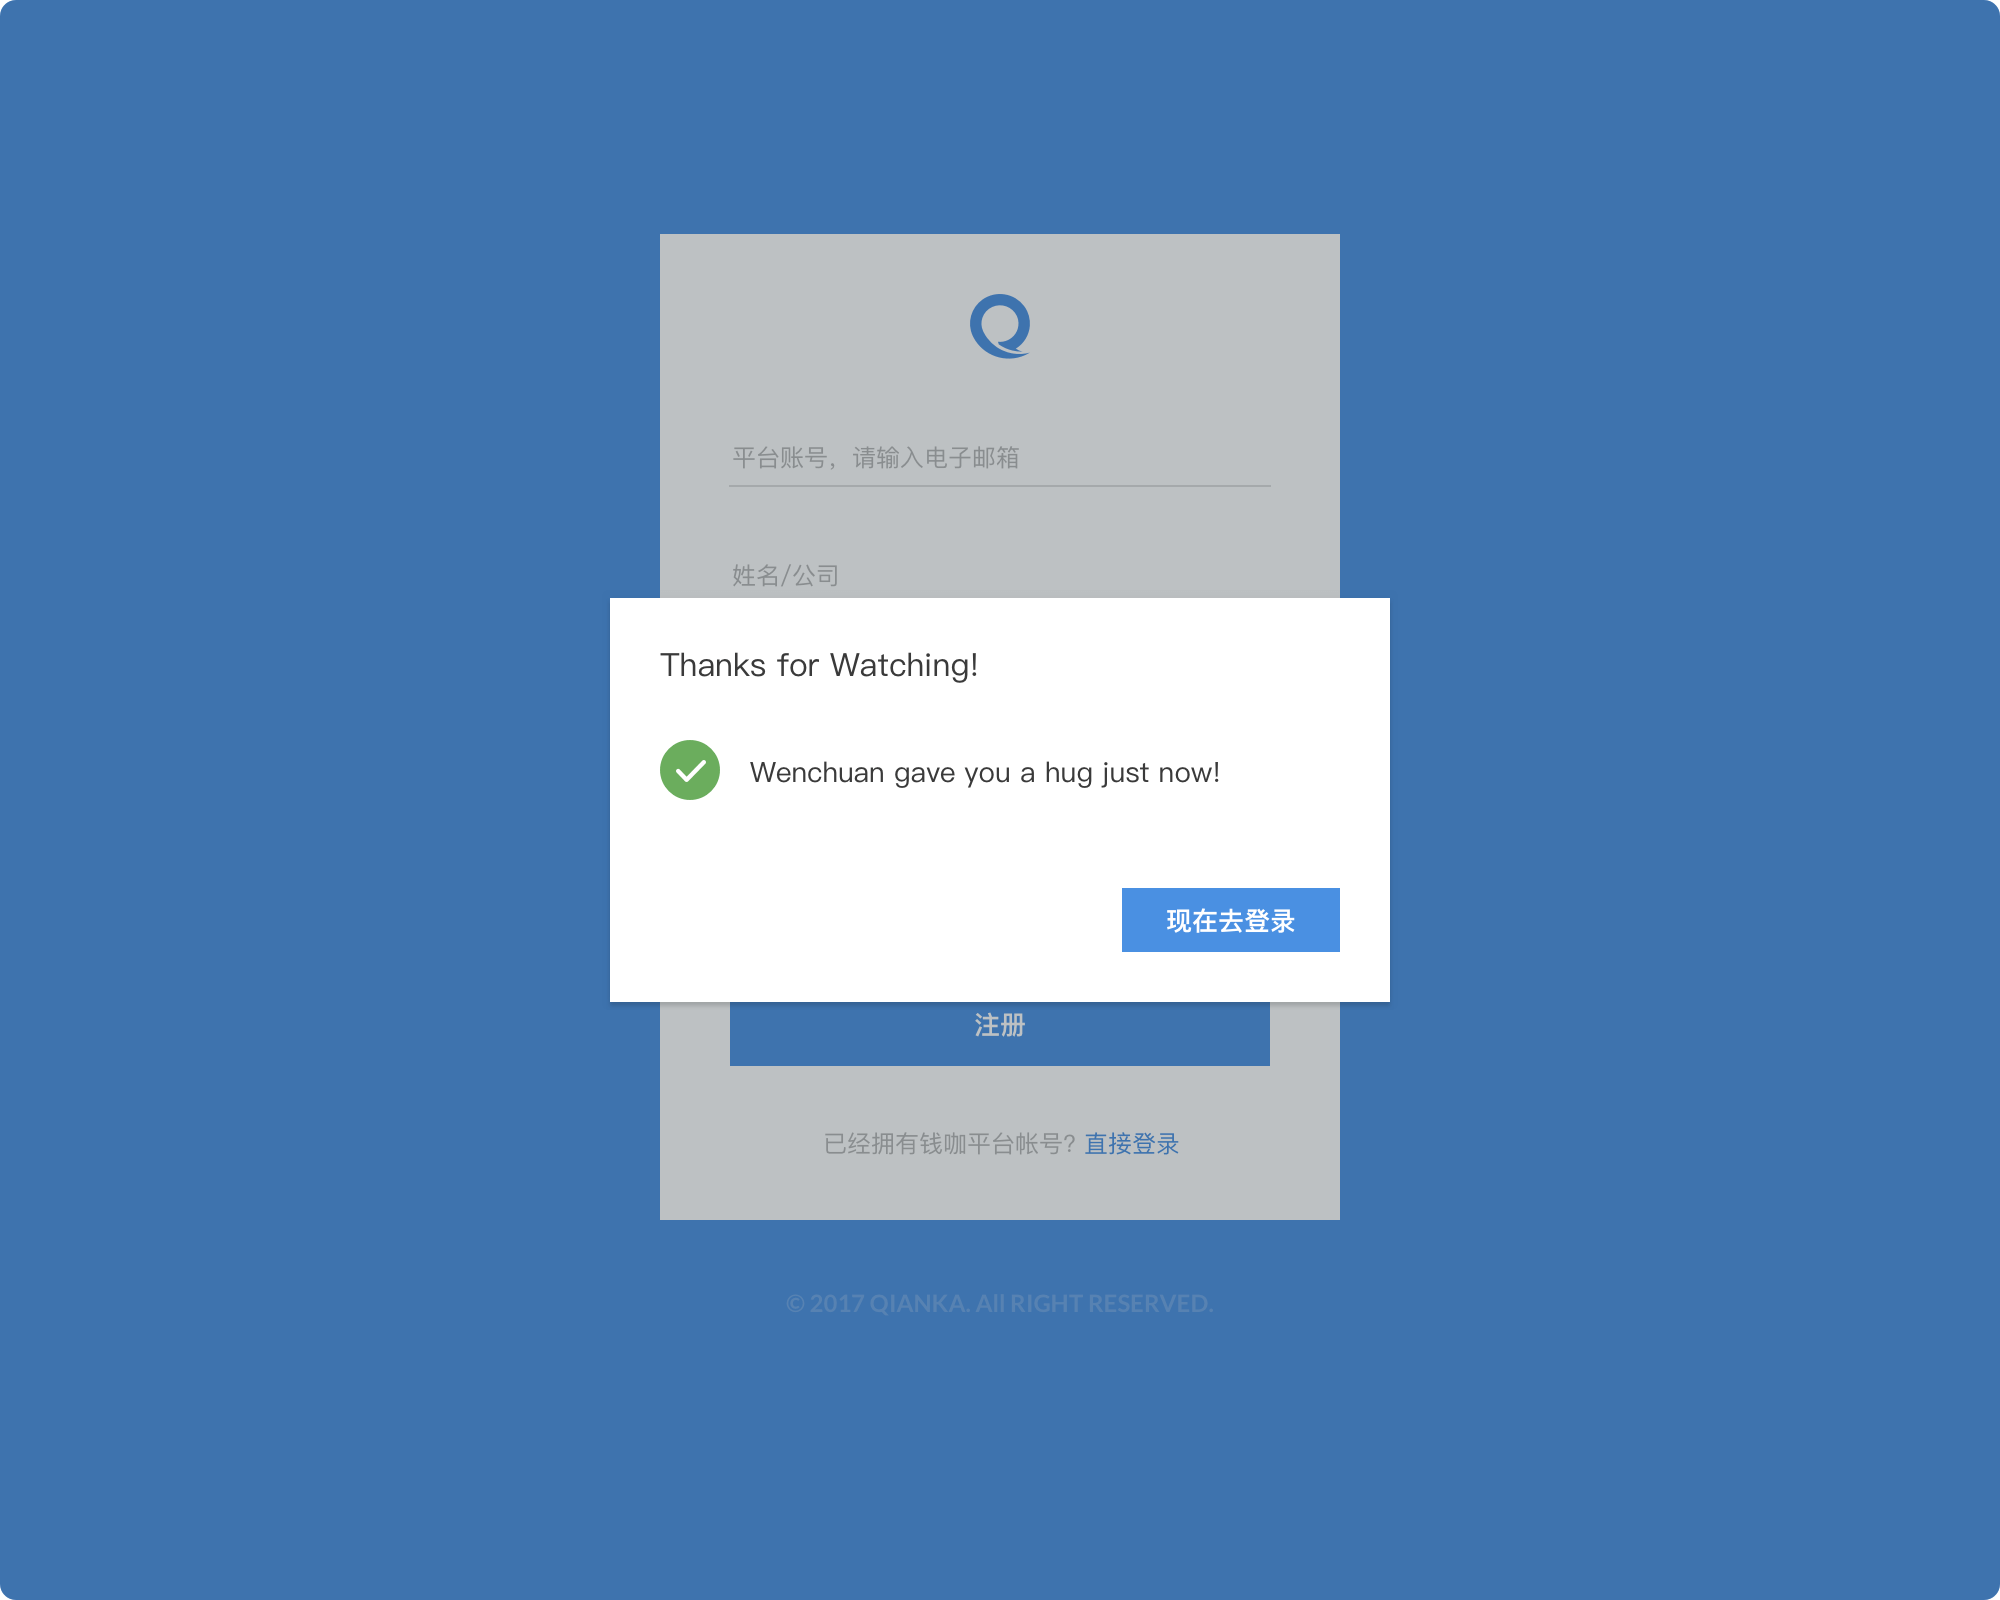 平台账号，请输入电子邮箱
姓名/公司
Thanks for Watching!
Wenchuan gave you a hug just now!
现在去登录
注册
已经拥有钱咖平台帐号？直接登录
© 2017 QIANKA. All RIGHT RESERVED.